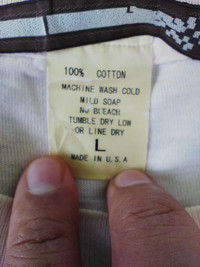 100% COTTON
MACHINE WASH COLD
MILD SOAP
NO BLEACH
TUMBLE DRY LOW
OR LINE DRY
L
MADE IN U.S.A